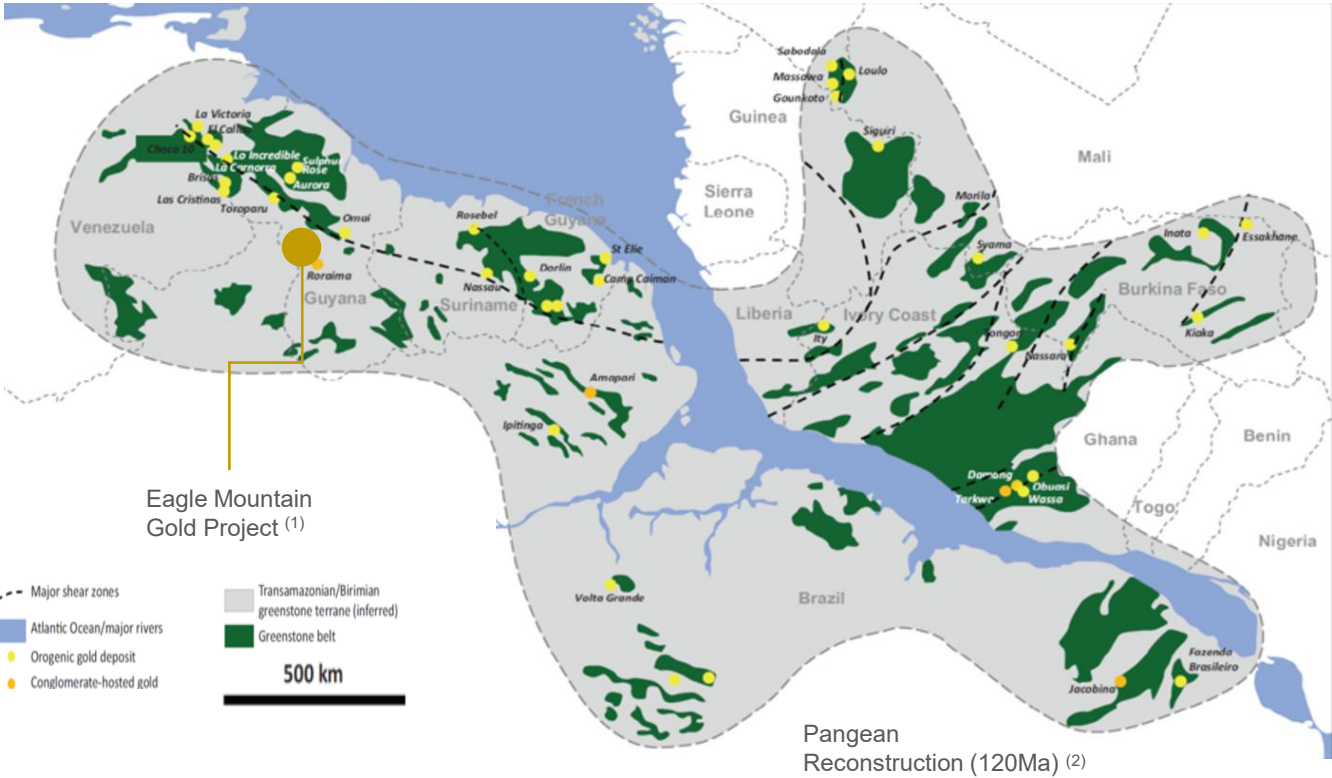 Sabodala
Massawa
Loulo
Gounkoto
Guinea
La Victoria
El Callao
Siguiri
Choco 10
Mali
Lo Incredible
Sulphur
Rose
La Camorra
Brisas
Aurora
Sierra
Leone
French
Guyana
Las Cristinas
Toroparu
Morila
Omai
Rosebel
Venezuela
Inata
Essakhane
Syama
St Elie
Dorlin
Roraima
Camp Caiman
Nassau
Guyana
Suriname
Burkina Faso
Liberia
Ivory Coast
Kiaka
Ity
Nassara
Amapari
Ipitinga
Ghana
Benin
Damang
Obuasi
Tarkwa
Wassa
Togo
Nigeria
Eagle Mountain
Gold Project (1)
Major shear zones
Atlantic Ocean/major rivers
Orogenic gold deposit
Conglomerate-hosted gold
Transamazonian/Birimian
greenstone terrane (inferred)
Greenstone belt
500 km
Volta Grande
Brazil
Fazenda
Brasileiro
Jacobina
Pangean
Reconstruction (120Ma) (2)